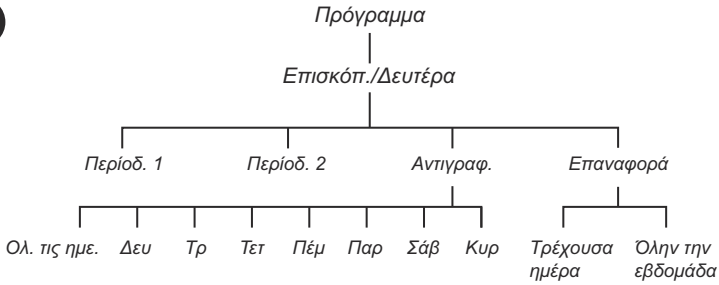 Πρόγραμμα
Επισκόπ./Δευτέρα
Περίοδ. 1 Περίοδ. 2 Αντιγραφ. Επαναφορά
Ολ. τις ημε. Δευ Τρ Τετ Πέμ Παρ Σάβ Κυρ Τρέχουσα ημέρα Όλην την εβδομάδα